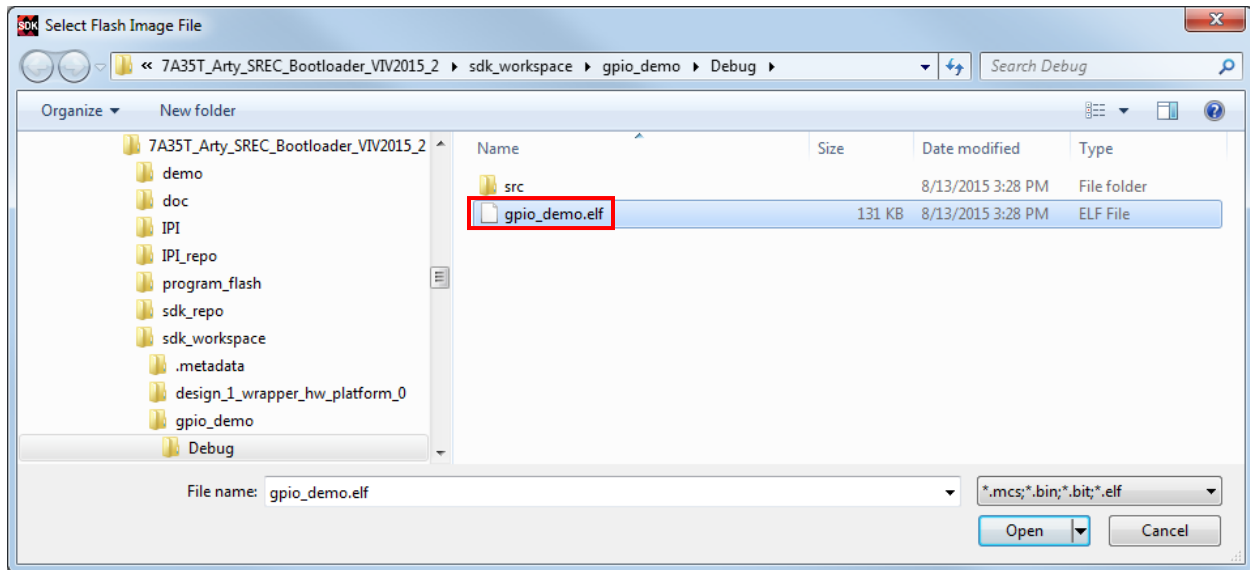 SDK Select Flash Image File
« 7A35T_Arty_SREC_Bootloader_VIV2015_2 ▸ sdk_workspace ▸ gpio_demo ▸ Debug ▸ Search Debug
Organize New folder
7A35T_Arty_SREC_Bootloader_VIV2015_2
demo
doc
IPI
IPI_repo
program_flash
sdk_repo
sdk_workspace
.metadata
design_1_wrapper_hw_platform_0
gpio_demo
Debug
Name Size Date modified Type
src 8/13/2015 3:28 PM File folder
gpio_demo.elf 131 KB 8/13/2015 3:28 PM ELF File
File name: gpio_demo.elf *.mcs;*.bin;*.bit;*.elf
Open Cancel